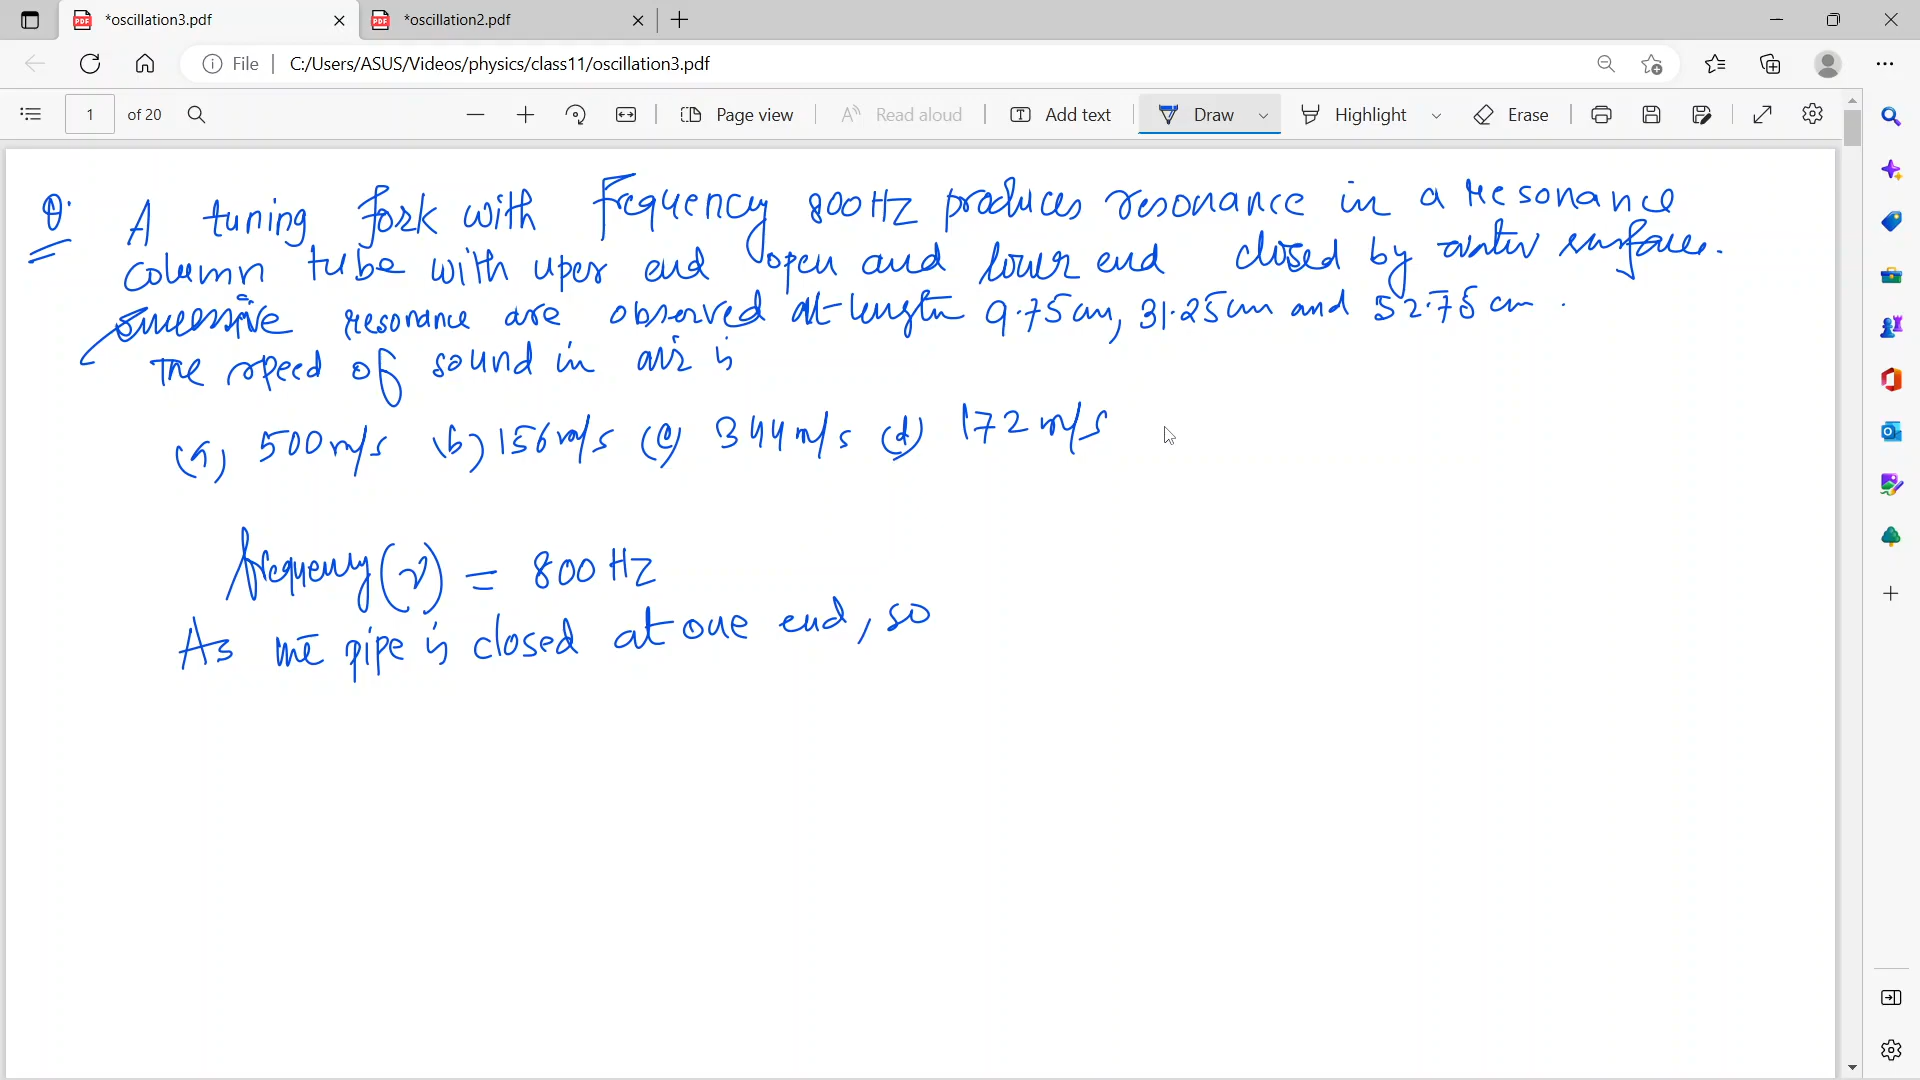 *oscillation3.pdf
*oscillation2.pdf
File
C:/Users/ASUS/Videos/physics/class11/oscillation3.pdf
1 of 20
Page view
Read aloud
Add text
Draw
Highlight
Erase
Q. A tuning fork with frequency 800 Hz produces resonance in a resonance
column tube with uper end open and lower end closed by water surface.
successive resonance are observed at length 9.75 cm, 31.25 cm and 52.75 cm.
The speed of sound in air is
(a) 500 m/s (b) 156 m/s (c) 344 m/s (d) 172 m/s
frequency (ν) = 800 Hz
As the pipe is closed at one end, so